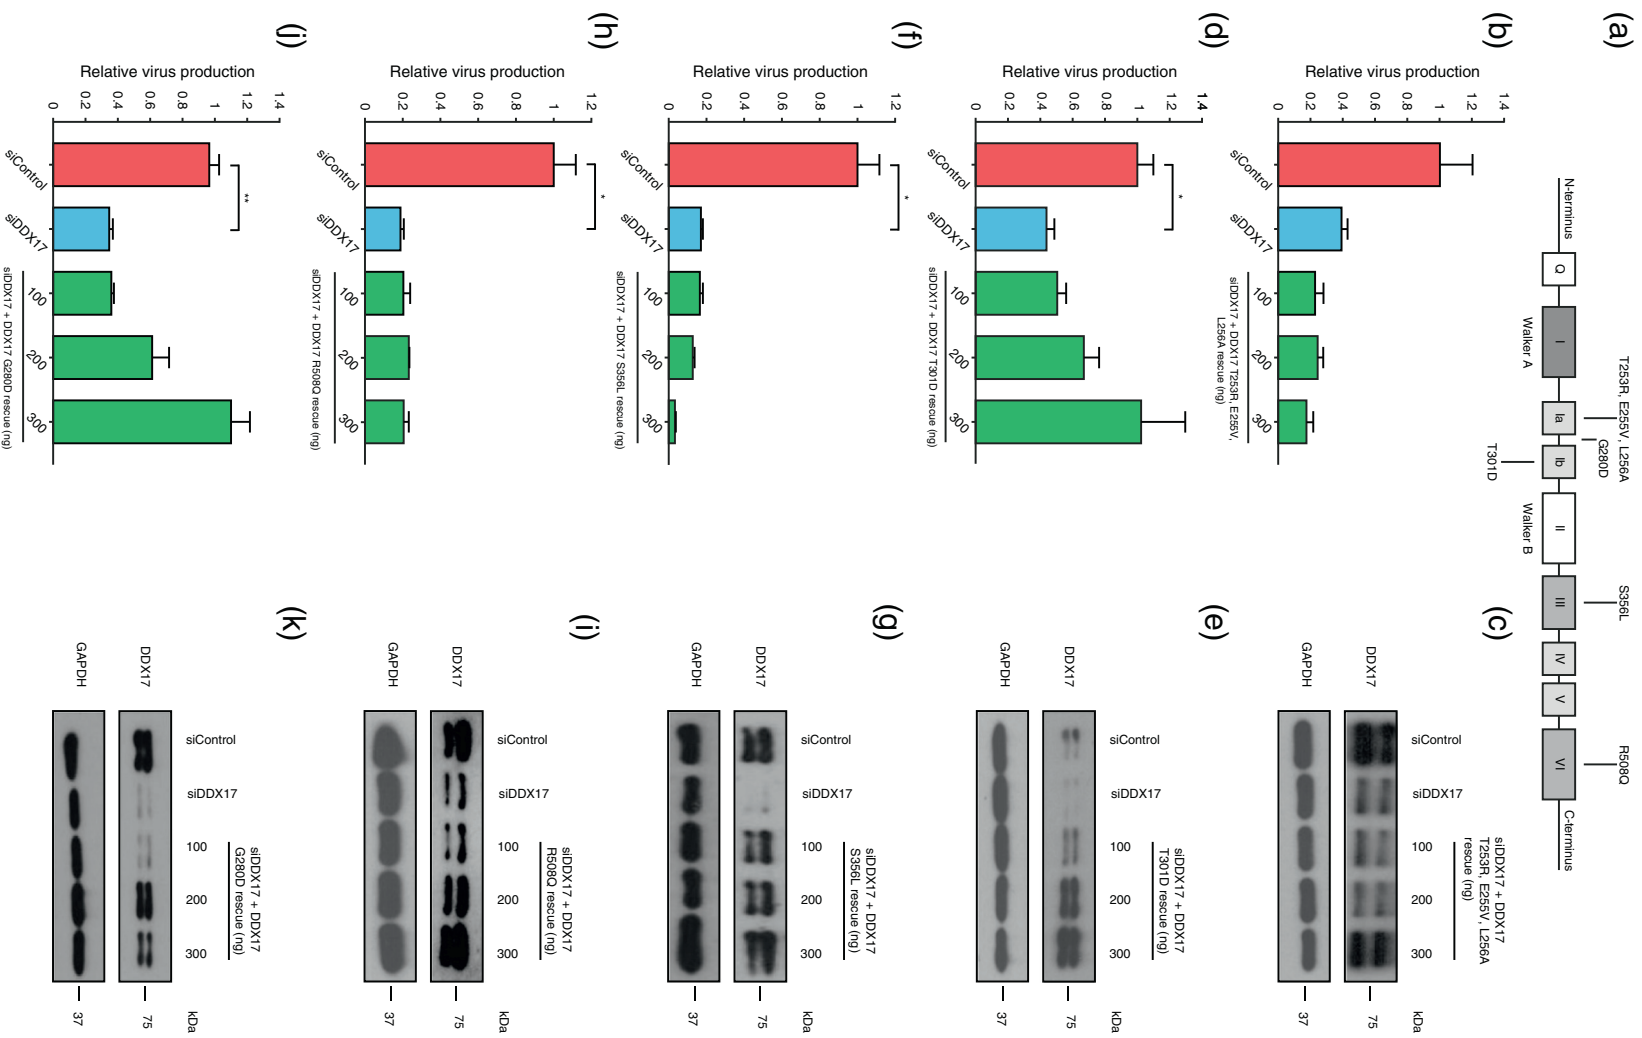 (a)
T253R, E255V, L256A
G280D
S356L
R508Q
N-terminus
Q
I
Ia
Ib
II
III
IV
V
VI
C-terminus
Walker A
Walker B
T301D
(b)
Relative virus production
1.4
1.2
1
0.8
0.6
0.4
0.2
0
siControl
siDDX17
100
200
300
siDDX17 + DDX17 T253R, E255V,
L256A rescue (ng)
(c)
siControl
siDDX17
100
200
300
siDDX17 + DDX17
T253R, E255V, L256A
rescue (ng)
kDa
DDX17
75
GAPDH
37
(d)
Relative virus production
1.4
1.2
1
0.8
0.6
0.4
0.2
0
*
siControl
siDDX17
100
200
300
siDDX17 + DDX17 T301D rescue (ng)
(e)
siDDX17 + DDX17
T301D rescue (ng)
siControl
siDDX17
100
200
300
kDa
DDX17
75
GAPDH
37
(f)
Relative virus production
1.2
1
0.8
0.6
0.4
0.2
0
*
siControl
siDDX17
100
200
300
siDDX17 + DDX17 S356L rescue (ng)
(g)
siDDX17 + DDX17
S356L rescue (ng)
siControl
siDDX17
100
200
300
kDa
DDX17
75
GAPDH
37
(h)
Relative virus production
1.2
1
0.8
0.6
0.4
0.2
0
*
siControl
siDDX17
100
200
300
siDDX17 + DDX17 R508Q rescue (ng)
(i)
siDDX17 + DDX17
R508Q rescue (ng)
siControl
siDDX17
100
200
300
kDa
DDX17
75
GAPDH
37
(j)
Relative virus production
1.4
1.2
1
0.8
0.6
0.4
0.2
0
**
siControl
siDDX17
100
200
300
siDDX17 + DDX17 G280D rescue (ng)
(k)
siDDX17 + DDX17
G280D rescue (ng)
siControl
siDDX17
100
200
300
kDa
DDX17
75
GAPDH
37